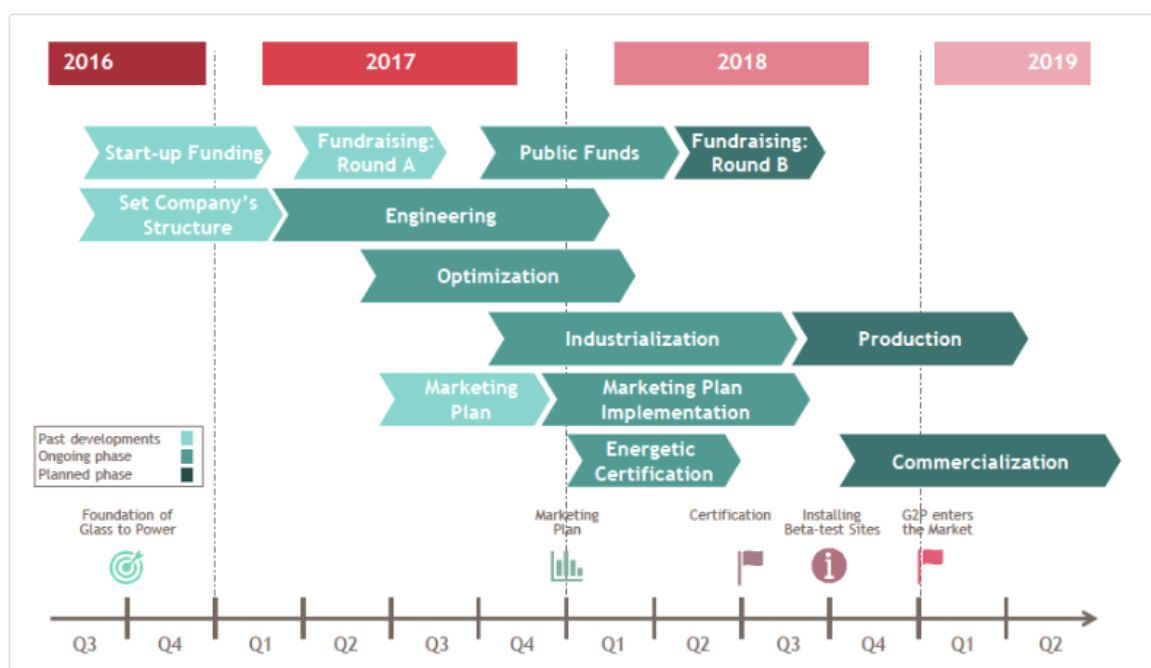 2016
2017
2018
2019
Start-up Funding
Fundraising:
Round A
Public Funds
Fundraising:
Round B
Set Company's
Structure
Engineering
Optimization
Industrialization
Production
Marketing
Plan
Marketing Plan
Implementation
Past developments
Ongoing phase
Planned phase
Energetic
Certification
Commercialization
Foundation of
Glass to Power
Marketing
Plan
Certification
Installing
Beta-test Sites
G2P enters
the Market
Q3
Q4
Q1
Q2
Q3
Q4
Q1
Q2
Q3
Q4
Q1
Q2